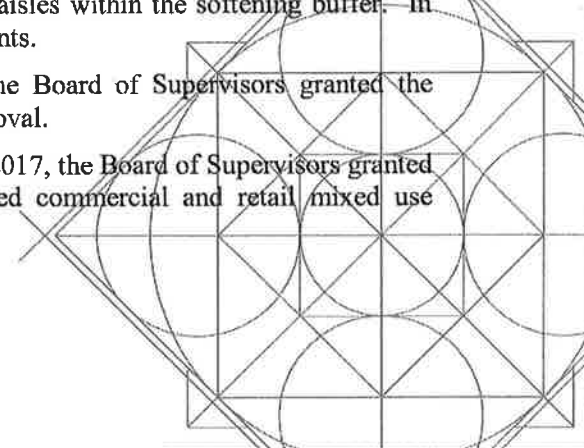 aisles within the softening buffer. In
nts.
ne Board of Supervisors granted the
oval.
017, the Board of Supervisors granted
ed commercial and retail mixed use